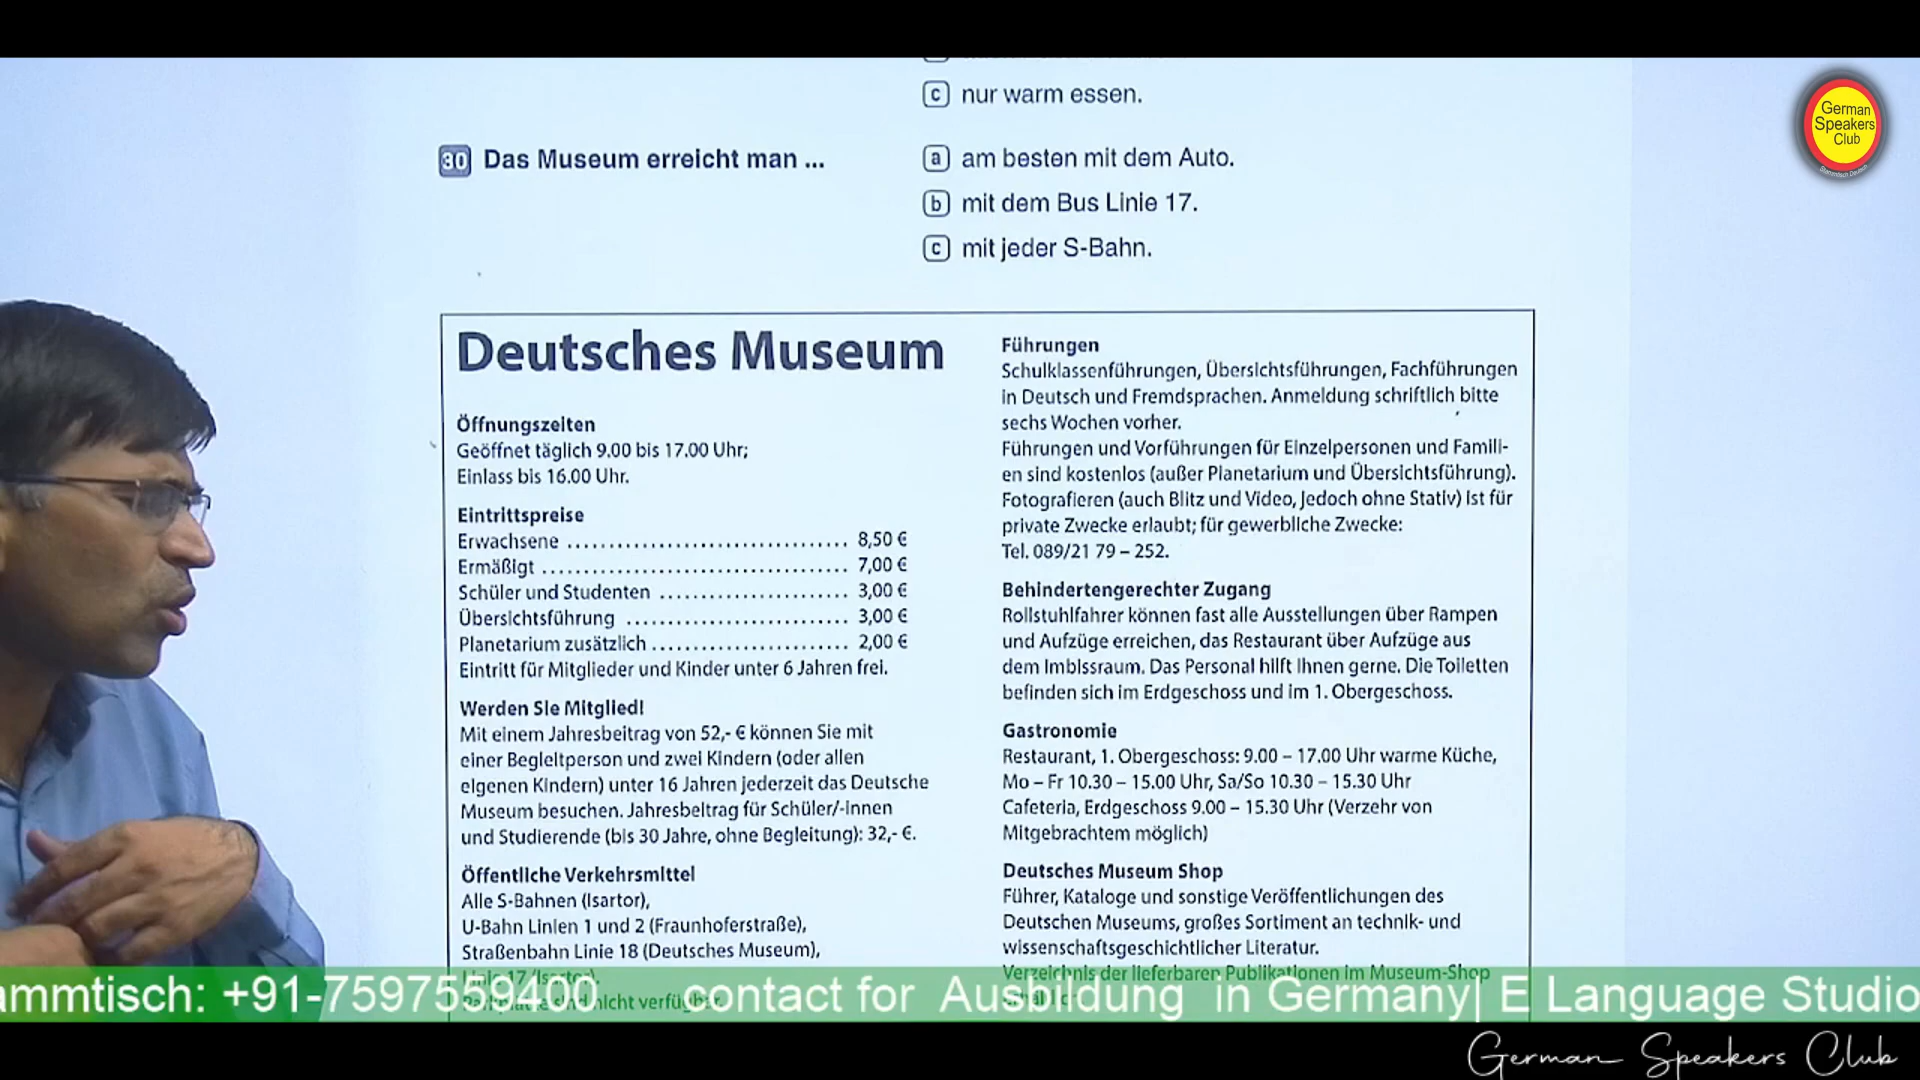 c nur warm essen.
30 Das Museum erreicht man ...
a am besten mit dem Auto.
b mit dem Bus Linie 17.
c mit jeder S-Bahn.
German
Speakers
Club
Stammtisch Deutsch
Deutsches Museum
Öffnungszeiten
Geöffnet täglich 9.00 bis 17.00 Uhr;
Einlass bis 16.00 Uhr.
Eintrittspreise
Erwachsene ................................ 8,50 €
Ermäßigt ................................... 7,00 €
Schüler und Studenten ..................... 3,00 €
Übersichtsführung ......................... 3,00 €
Planetarium zusätzlich ...................... 2,00 €
Eintritt für Mitglieder und Kinder unter 6 Jahren frei.
Werden Sie Mitglied!
Mit einem Jahresbeitrag von 52,- € können Sie mit
einer Begleitperson und zwei Kindern (oder allen
eigenen Kindern) unter 16 Jahren jederzeit das Deutsche
Museum besuchen. Jahresbeitrag für Schüler/-innen
und Studierende (bis 30 Jahre, ohne Begleitung): 32,- €.
Öffentliche Verkehrsmittel
Alle S-Bahnen (Isartor),
U-Bahn Linien 1 und 2 (Fraunhoferstraße),
Straßenbahn Linie 18 (Deutsches Museum),
Linie 17 (Isartor).
Parkplätze sind nicht verfügbar.
Führungen
Schulklassenführungen, Übersichtsführungen, Fachführungen
in Deutsch und Fremdsprachen. Anmeldung schriftlich bitte
sechs Wochen vorher.
Führungen und Vorführungen für Einzelpersonen und Famili-
en sind kostenlos (außer Planetarium und Übersichtsführung).
Fotografieren (auch Blitz und Video, jedoch ohne Stativ) ist für
private Zwecke erlaubt; für gewerbliche Zwecke:
Tel. 089/21 79 – 252.
Behindertengerechter Zugang
Rollstuhlfahrer können fast alle Ausstellungen über Rampen
und Aufzüge erreichen, das Restaurant über Aufzüge aus
dem Imbissraum. Das Personal hilft Ihnen gerne. Die Toiletten
befinden sich im Erdgeschoss und im 1. Obergeschoss.
Gastronomie
Restaurant, 1. Obergeschoss: 9.00 – 17.00 Uhr warme Küche,
Mo – Fr 10.30 – 15.00 Uhr, Sa/So 10.30 – 15.30 Uhr
Cafeteria, Erdgeschoss 9.00 – 15.30 Uhr (Verzehr von
Mitgebrachtem möglich)
Deutsches Museum Shop
Führer, Kataloge und sonstige Veröffentlichungen des
Deutschen Museums, großes Sortiment an technik- und
wissenschaftsgeschichtlicher Literatur.
Verzeichnis der lieferbaren Publikationen im Museum-Shop
ammtisch: +91-7597559400 contact for Ausbildung in Germany| E Language Studio
German Speakers Club